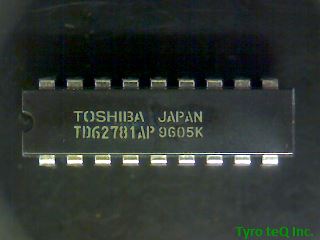 TOSHIBA JAPAN
TD62781AP 9605K
Tyro teQ Inc.